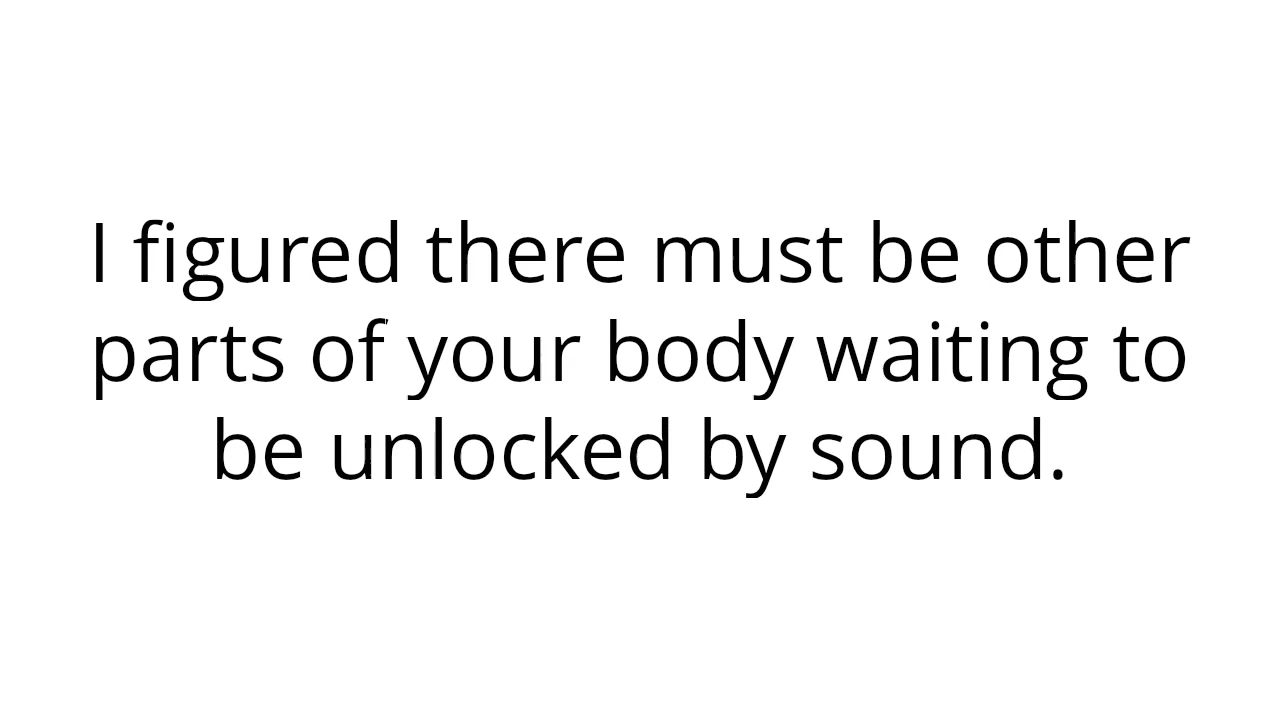 I figured there must be other
parts of your body waiting to
be unlocked by sound.